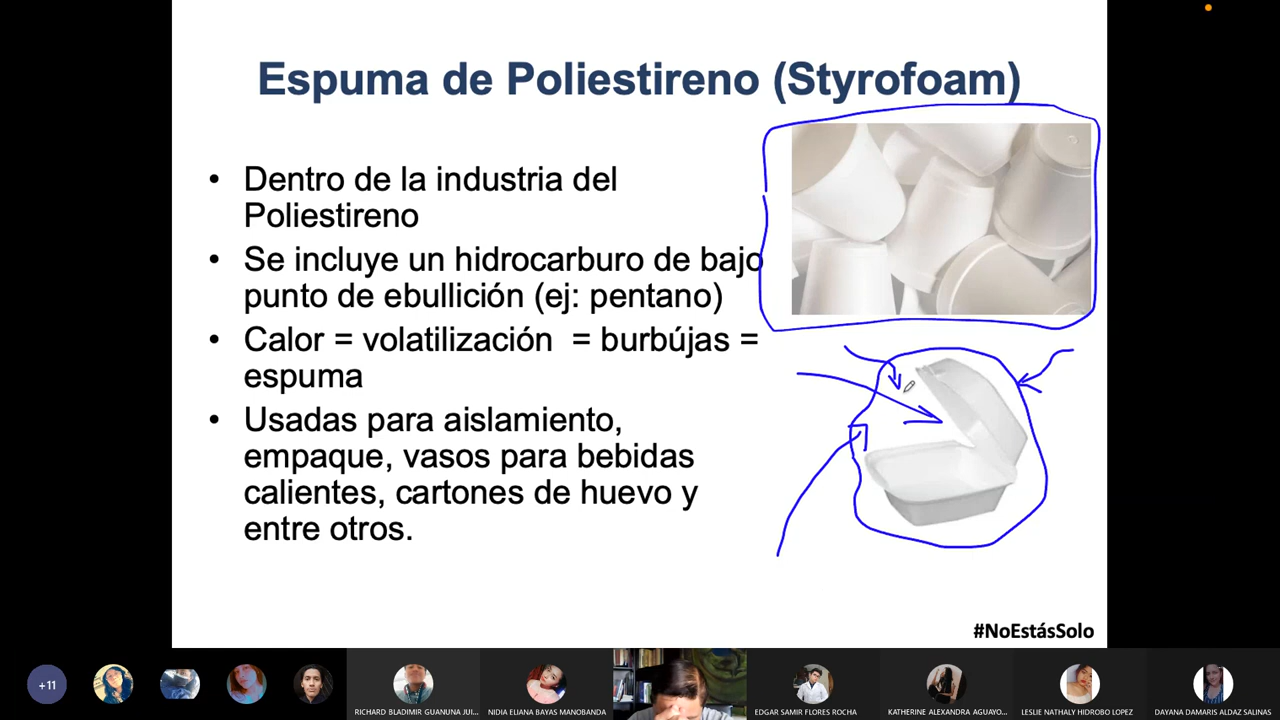 Espuma de Poliestireno (Styrofoam)
• Dentro de la industria del
Poliestireno
• Se incluye un hidrocarburo de bajo
punto de ebullición (ej: pentano)
• Calor = volatilización = burbújas =
espuma
• Usadas para aislamiento,
empaque, vasos para bebidas
calientes, cartones de huevo y
entre otros.
#NoEstásSolo
+11
RICHARD BLADIMIR GUANUNA JUI...
NIDIA ELIANA BAYAS MANOBANDA
EDGAR SAMIR FLORES ROCHA
KATHERINE ALEXANDRA AGUAYO...
LESLIE NATHALY HIDROBO LOPEZ
DAYANA DAMARIS ALDAZ SALINAS